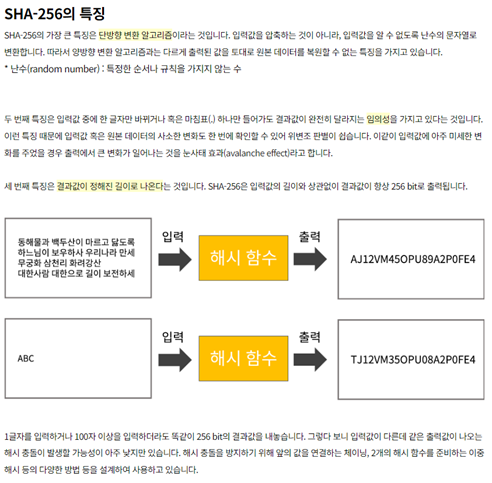 SHA-256의 특징
SHA-256의 가장 큰 특징은 단방향 변환 알고리즘이라는 것입니다. 입력값을 압축하는 것이 아니라, 입력값을 알 수 없도록 난수의 문자열로
변환합니다. 따라서 양방향 변환 알고리즘과는 다르게 출력된 값을 토대로 원본 데이터를 복원할 수 없는 특징을 가지고 있습니다.
* 난수(random number) : 특정한 순서나 규칙을 가지지 않는 수
두 번째 특징은 입력값 중에 한 글자만 바뀌거나 혹은 마침표(.) 하나만 들어가도 결과값이 완전히 달라지는 임의성을 가지고 있다는 것입니다.
이런 특징 때문에 입력값 혹은 원본 데이터의 사소한 변화도 한 번에 확인할 수 있어 위변조 판별이 쉽습니다. 이같이 입력값에 아주 미세한 변
화를 주었을 경우 출력에서 큰 변화가 일어나는 것을 눈사태 효과(avalanche effect)라고 합니다.
세 번째 특징은 결과값이 정해진 길이로 나온다는 것입니다. SHA-256은 입력값의 길이와 상관없이 결과값이 항상 256 bit로 출력됩니다.
동해물과 백두산이 마르고 닳도록
하느님이 보우하사 우리나라 만세
무궁화 삼천리 화려강산
대한사람 대한으로 길이 보전하세
입력
해시 함수
출력
AJ12VM45OPU89A2P0FE4
ABC
입력
해시 함수
출력
TJ12VM35OPU08A2P0FE4
1글자를 입력하거나 100자 이상을 입력하더라도 똑같이 256 bit의 결과값을 내놓습니다. 그렇다 보니 입력값이 다른데 같은 출력값이 나오는
해시 충돌이 발생할 가능성이 아주 낮지만 있습니다. 해시 충돌을 방지하기 위해 앞의 값을 연결하는 체이닝, 2개의 해시 함수를 준비하는 이중
해시 등의 다양한 방법 등을 설계하여 사용하고 있습니다.